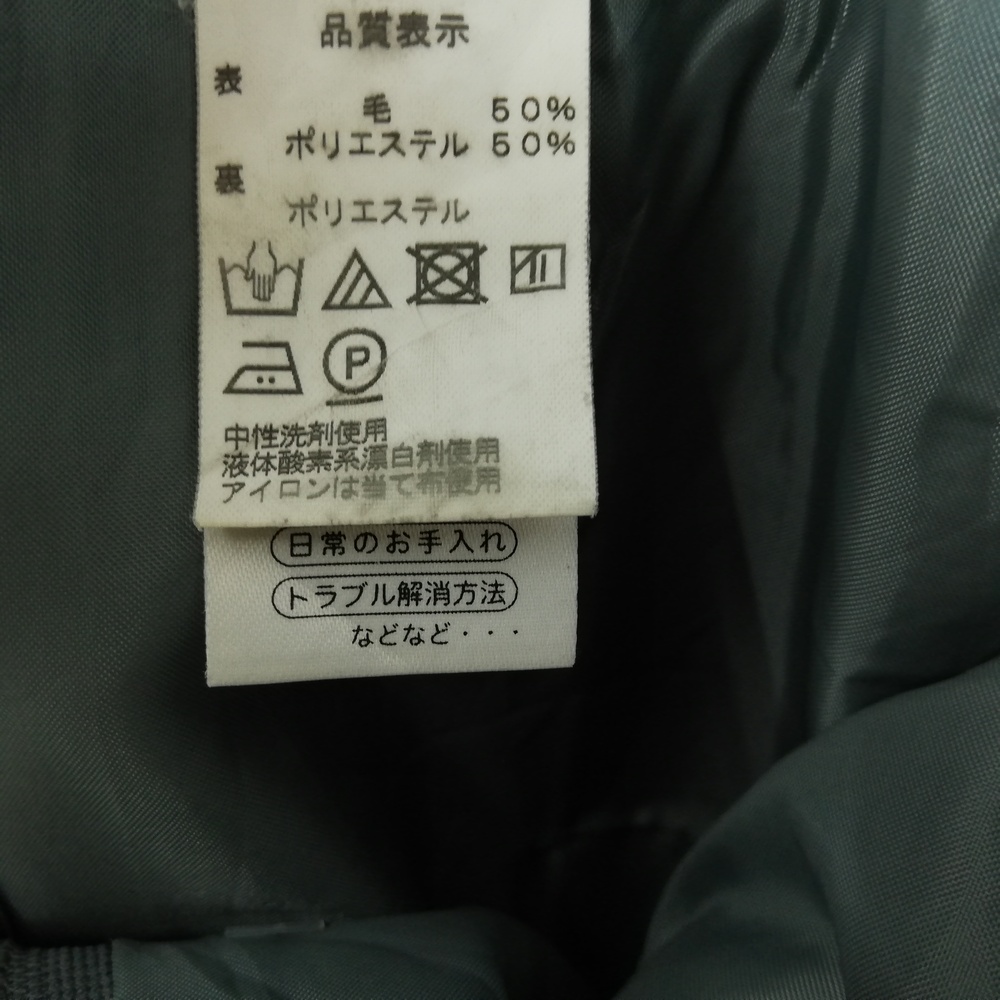 品質表示
表
毛 50%
ポリエステル 50%
裏
ポリエステル
P
中性洗剤使用
液体酸素系漂白剤使用
アイロンは当て布使用
日常のお手入れ
トラブル解消方法
などなど・・・